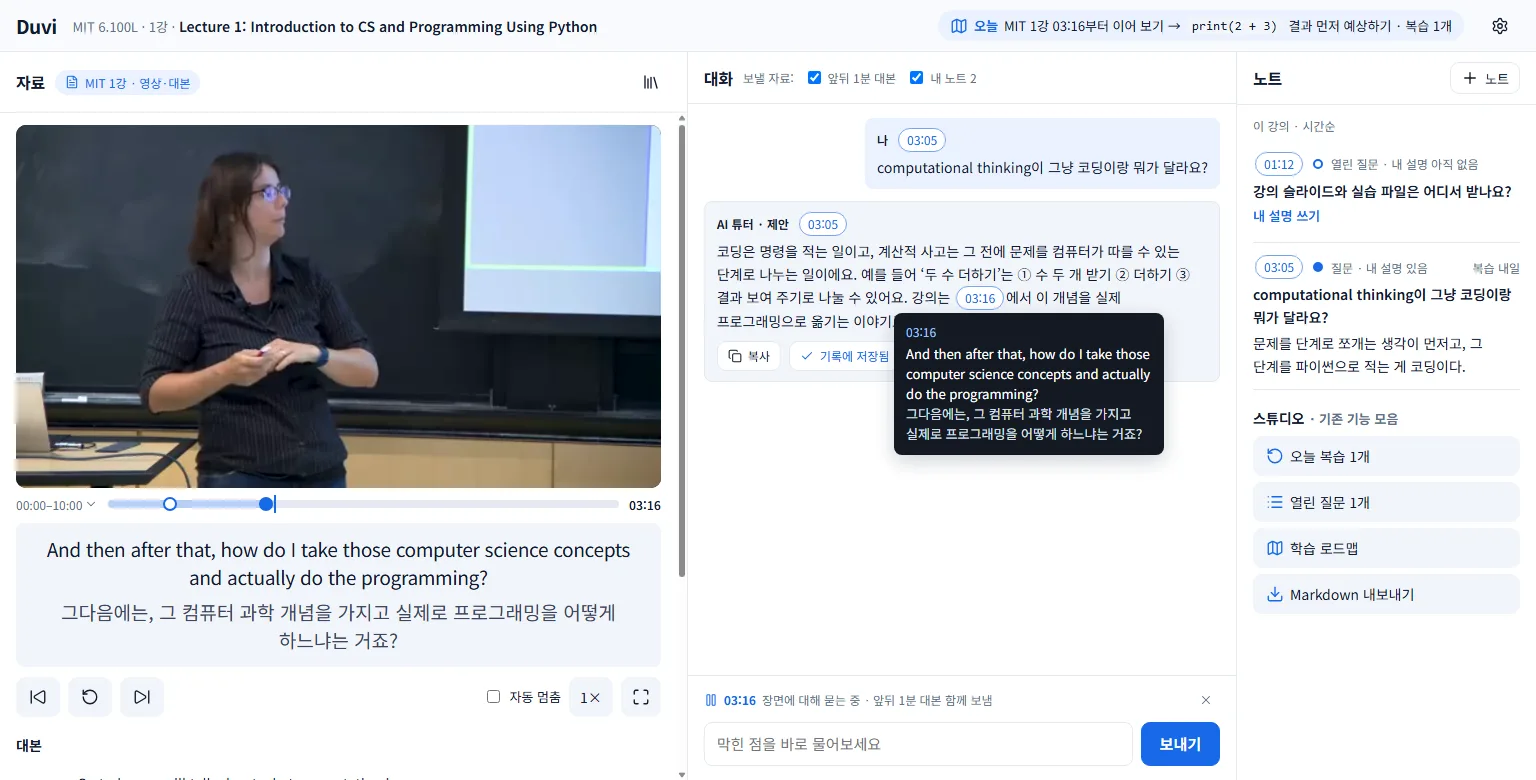 Duvi MIT 6.100L · 1강 · Lecture 1: Introduction to CS and Programming Using Python
오늘 MIT 1강 03:16부터 이어 보기 → print(2 + 3) 결과 먼저 예상하기 · 복습 1개
자료 MIT 1강 · 영상·대본
00:00–10:00 03:16
And then after that, how do I take those computer science concepts
and actually do the programming?
그다음에는, 그 컴퓨터 과학 개념을 가지고 실제로 프로그래밍을 어떻게
하느냐는 거죠?
자동 멈춤 1×
대본
대화 보낼 자료: 앞뒤 1분 대본 내 노트 2
나 03:05
computational thinking이 그냥 코딩이랑 뭐가 달라요?
AI 튜터 · 제안 03:05
코딩은 명령을 적는 일이고, 계산적 사고는 그 전에 문제를 컴퓨터가 따를 수 있는
단계로 나누는 일이에요. 예를 들어 ‘두 수 더하기’는 ① 수 두 개 받기 ② 더하기 ③
결과 보여 주기로 나눌 수 있어요. 강의는 03:16 에서 이 개념을 실제
프로그래밍으로 옮기는 이야기
복사 기록에 저장됨
03:16
And then after that, how do I take those
computer science concepts and actually
do the programming?
그다음에는, 그 컴퓨터 과학 개념을 가지고
실제로 프로그래밍을 어떻게 하느냐는 거죠?
03:16 장면에 대해 묻는 중 · 앞뒤 1분 대본 함께 보냄
막힌 점을 바로 물어보세요
보내기
노트 노트
이 강의 · 시간순
01:12 열린 질문 · 내 설명 아직 없음
강의 슬라이드와 실습 파일은 어디서 받나요?
내 설명 쓰기
03:05 질문 · 내 설명 있음 복습 내일
computational thinking이 그냥 코딩이랑
뭐가 달라요?
문제를 단계로 쪼개는 생각이 먼저고, 그
단계를 파이썬으로 적는 게 코딩이다.
스튜디오 · 기존 기능 모음
오늘 복습 1개
열린 질문 1개
학습 로드맵
Markdown 내보내기